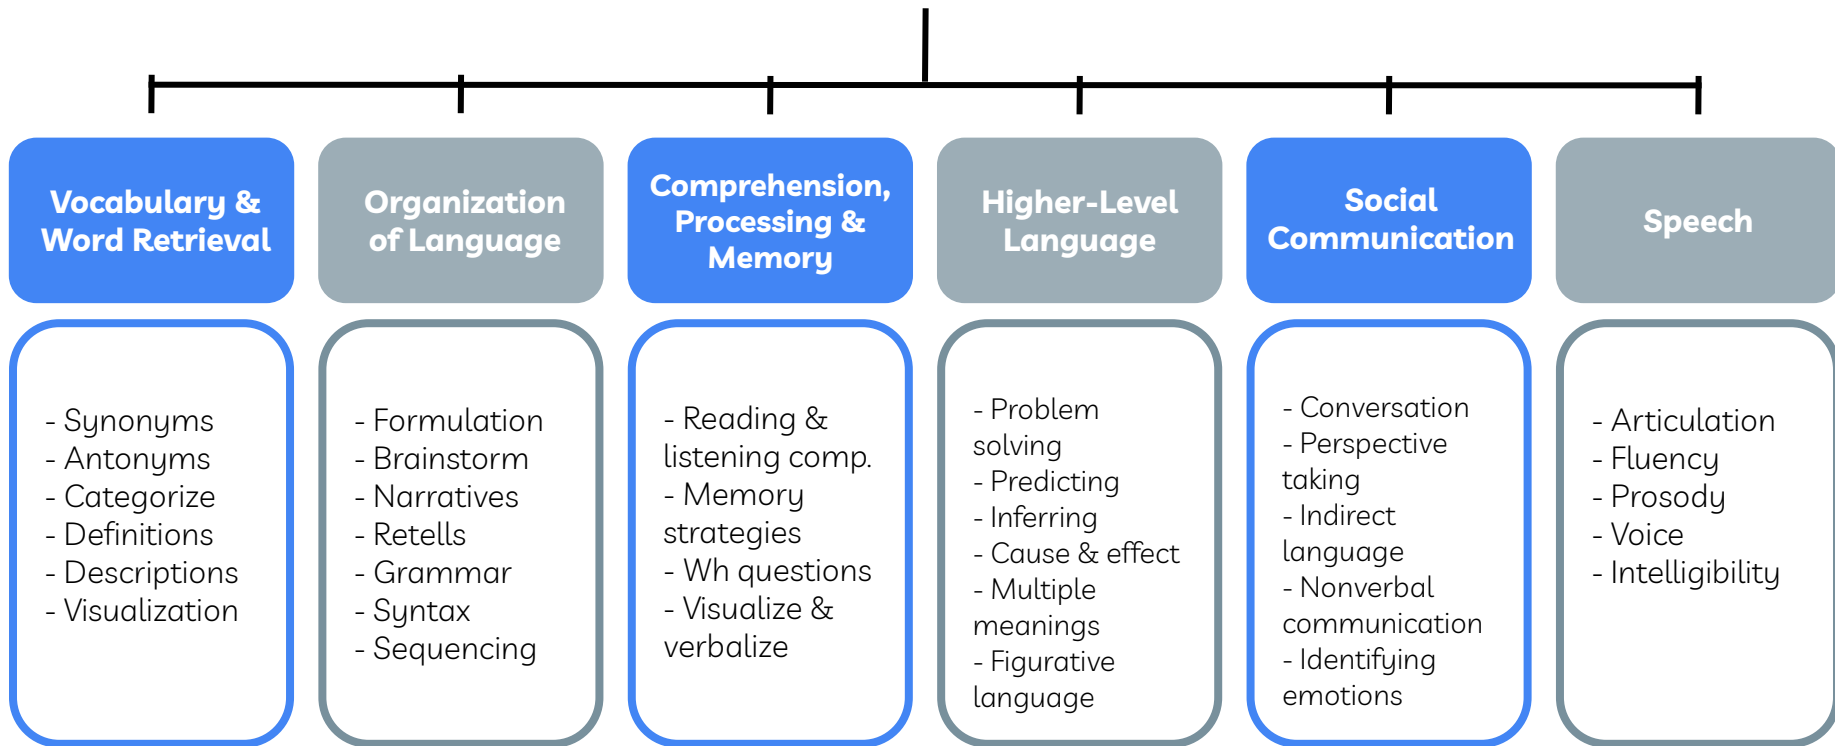 Vocabulary &
Word Retrieval
- Synonyms
- Antonyms
- Categorize
- Definitions
- Descriptions
- Visualization
Organization
of Language
- Formulation
- Brainstorm
- Narratives
- Retells
- Grammar
- Syntax
- Sequencing
Comprehension,
Processing &
Memory
- Reading &
listening comp.
- Memory
strategies
- Wh questions
- Visualize &
verbalize
Higher-Level
Language
- Problem
solving
- Predicting
- Inferring
- Cause & effect
- Multiple
meanings
- Figurative
language
Social
Communication
- Conversation
- Perspective
taking
- Indirect
language
- Nonverbal
communication
- Identifying
emotions
Speech
- Articulation
- Fluency
- Prosody
- Voice
- Intelligibility